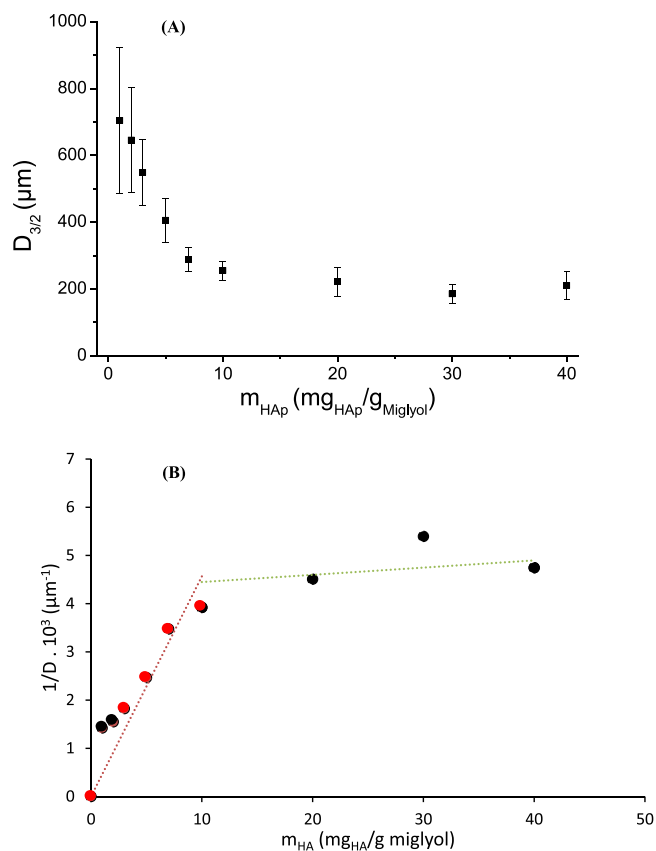 (A)
1000
800
600
400
200
0
D3/2 (µm)
0 10 20 30 40
mHAp (mgHAp/gMiglyol)
(B)
7
6
5
4
3
2
1
0
1/D . 10³ (µm⁻¹)
0 10 20 30 40 50
mHA (mgHA/g miglyol)